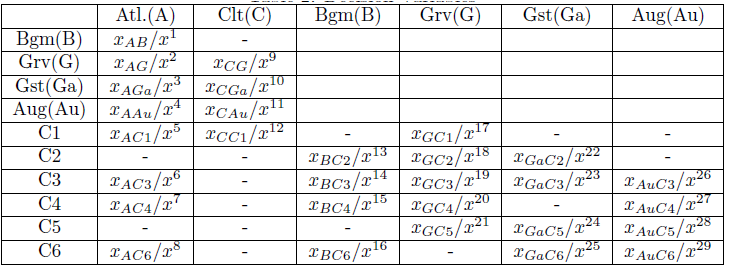 Atl.(A) Clt(C) Bgm(B) Grv(G) Gst(Ga) Aug(Au)
Bgm(B) x_{AB}/x^1 -
Grv(G) x_{AG}/x^2 x_{CG}/x^9
Gst(Ga) x_{AGa}/x^3 x_{CGa}/x^{10}
Aug(Au) x_{AAu}/x^4 x_{CAu}/x^{11}
C1 x_{AC1}/x^5 x_{CC1}/x^{12} - x_{GC1}/x^{17} - -
C2 - - x_{BC2}/x^{13} x_{GC2}/x^{18} x_{GaC2}/x^{22} -
C3 x_{AC3}/x^6 - x_{BC3}/x^{14} x_{GC3}/x^{19} x_{GaC3}/x^{23} x_{AuC3}/x^{26}
C4 x_{AC4}/x^7 - x_{BC4}/x^{15} x_{GC4}/x^{20} - x_{AuC4}/x^{27}
C5 - - - x_{GC5}/x^{21} x_{GaC5}/x^{24} x_{AuC5}/x^{28}
C6 x_{AC6}/x^8 - x_{BC6}/x^{16} - x_{GaC6}/x^{25} x_{AuC6}/x^{29}